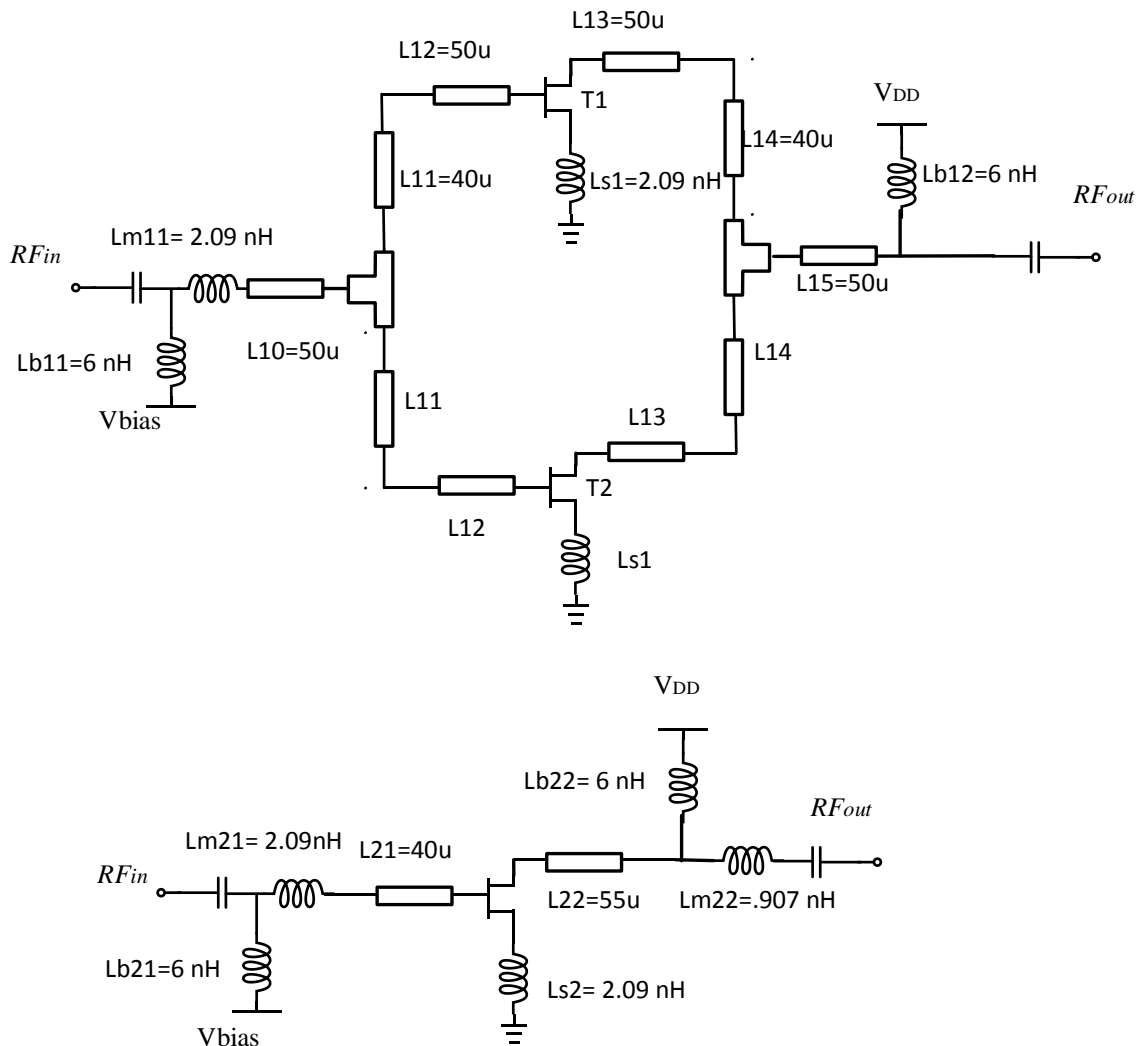 L13=50u
L12=50u
T1
VDD
L14=40u
L11=40u
Ls1=2.09 nH
Lb12=6 nH
RFout
Lm11= 2.09 nH
RFin
L15=50u
Lb11=6 nH
L10=50u
L14
Vbias
L11
L13
T2
L12
Ls1
VDD
Lb22= 6 nH
RFout
Lm21= 2.09nH
L21=40u
RFin
L22=55u
Lm22=.907 nH
Lb21=6 nH
Ls2= 2.09 nH
Vbias